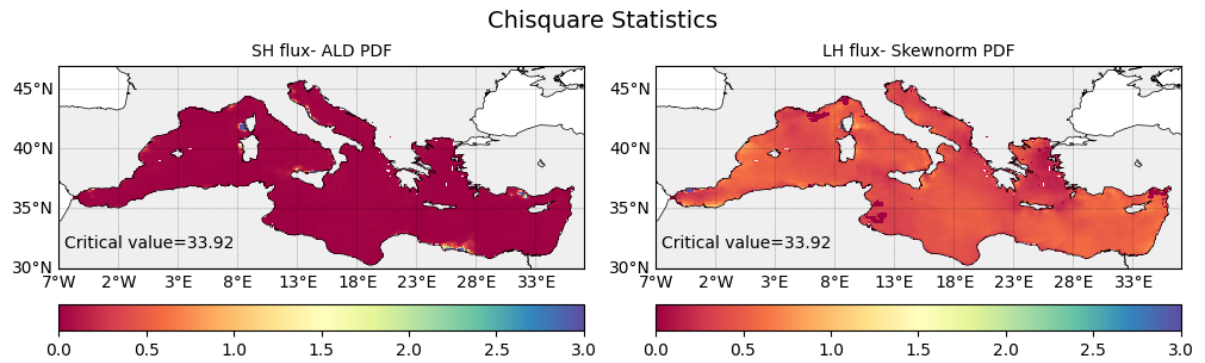 Chisquare Statistics
SH flux- ALD PDF
LH flux- Skewnorm PDF
45°N
40°N
35°N
30°N
Critical value=33.92
7°W 2°W 3°E 8°E 13°E 18°E 23°E 28°E 33°E
0.0 0.5 1.0 1.5 2.0 2.5 3.0
45°N
40°N
35°N
30°N
Critical value=33.92
7°W 2°W 3°E 8°E 13°E 18°E 23°E 28°E 33°E
0.0 0.5 1.0 1.5 2.0 2.5 3.0